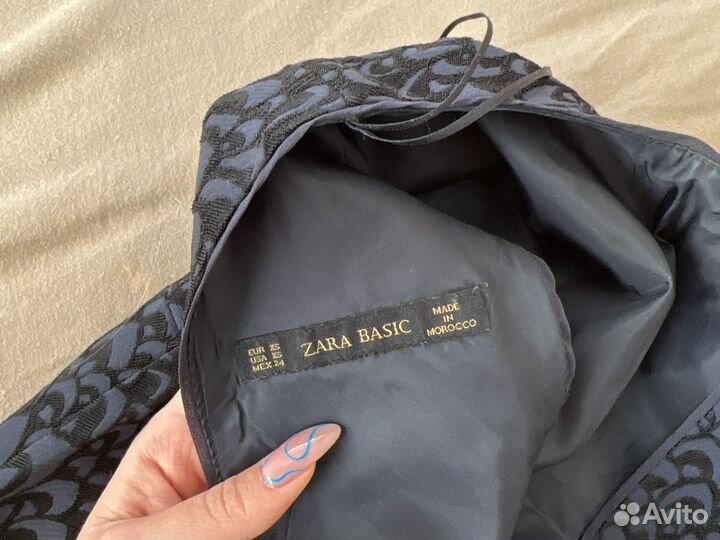 EUR XS
USA XS
MEX 24
ZARA BASIC
MADE
IN
MOROCCO
Avito